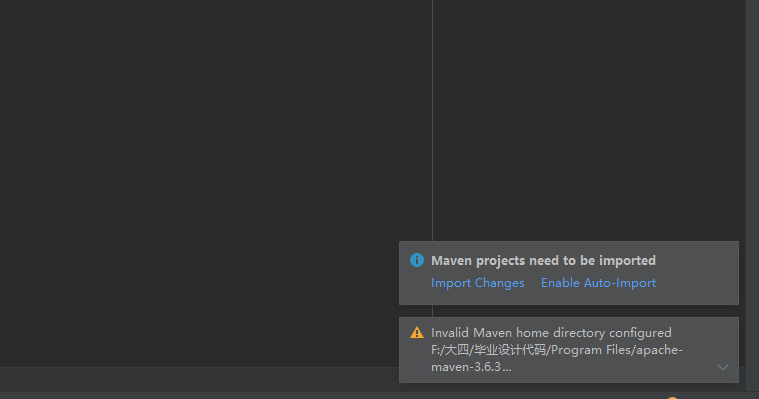 Maven projects need to be imported
Import Changes Enable Auto-Import
Invalid Maven home directory configured
F:/大四/毕业设计代码/Program Files/apache-
maven-3.6.3...